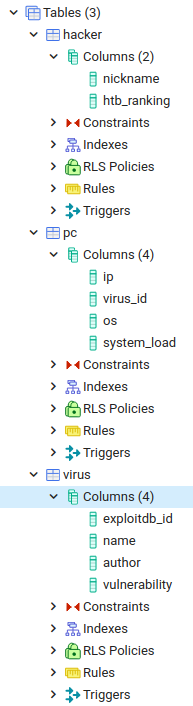 Tables (3)
hacker
Columns (2)
nickname
htb_ranking
Constraints
Indexes
RLS Policies
Rules
Triggers
pc
Columns (4)
ip
virus_id
os
system_load
Constraints
Indexes
RLS Policies
Rules
Triggers
virus
Columns (4)
exploitdb_id
name
author
vulnerability
Constraints
Indexes
RLS Policies
Rules
Triggers